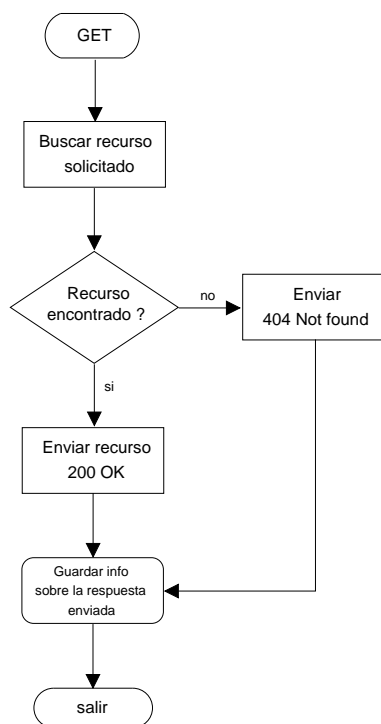 GET
Buscar recurso
solicitado
Recurso
encontrado ?
no
Enviar
404 Not found
si
Enviar recurso
200 OK
Guardar info
sobre la respuesta
enviada
salir